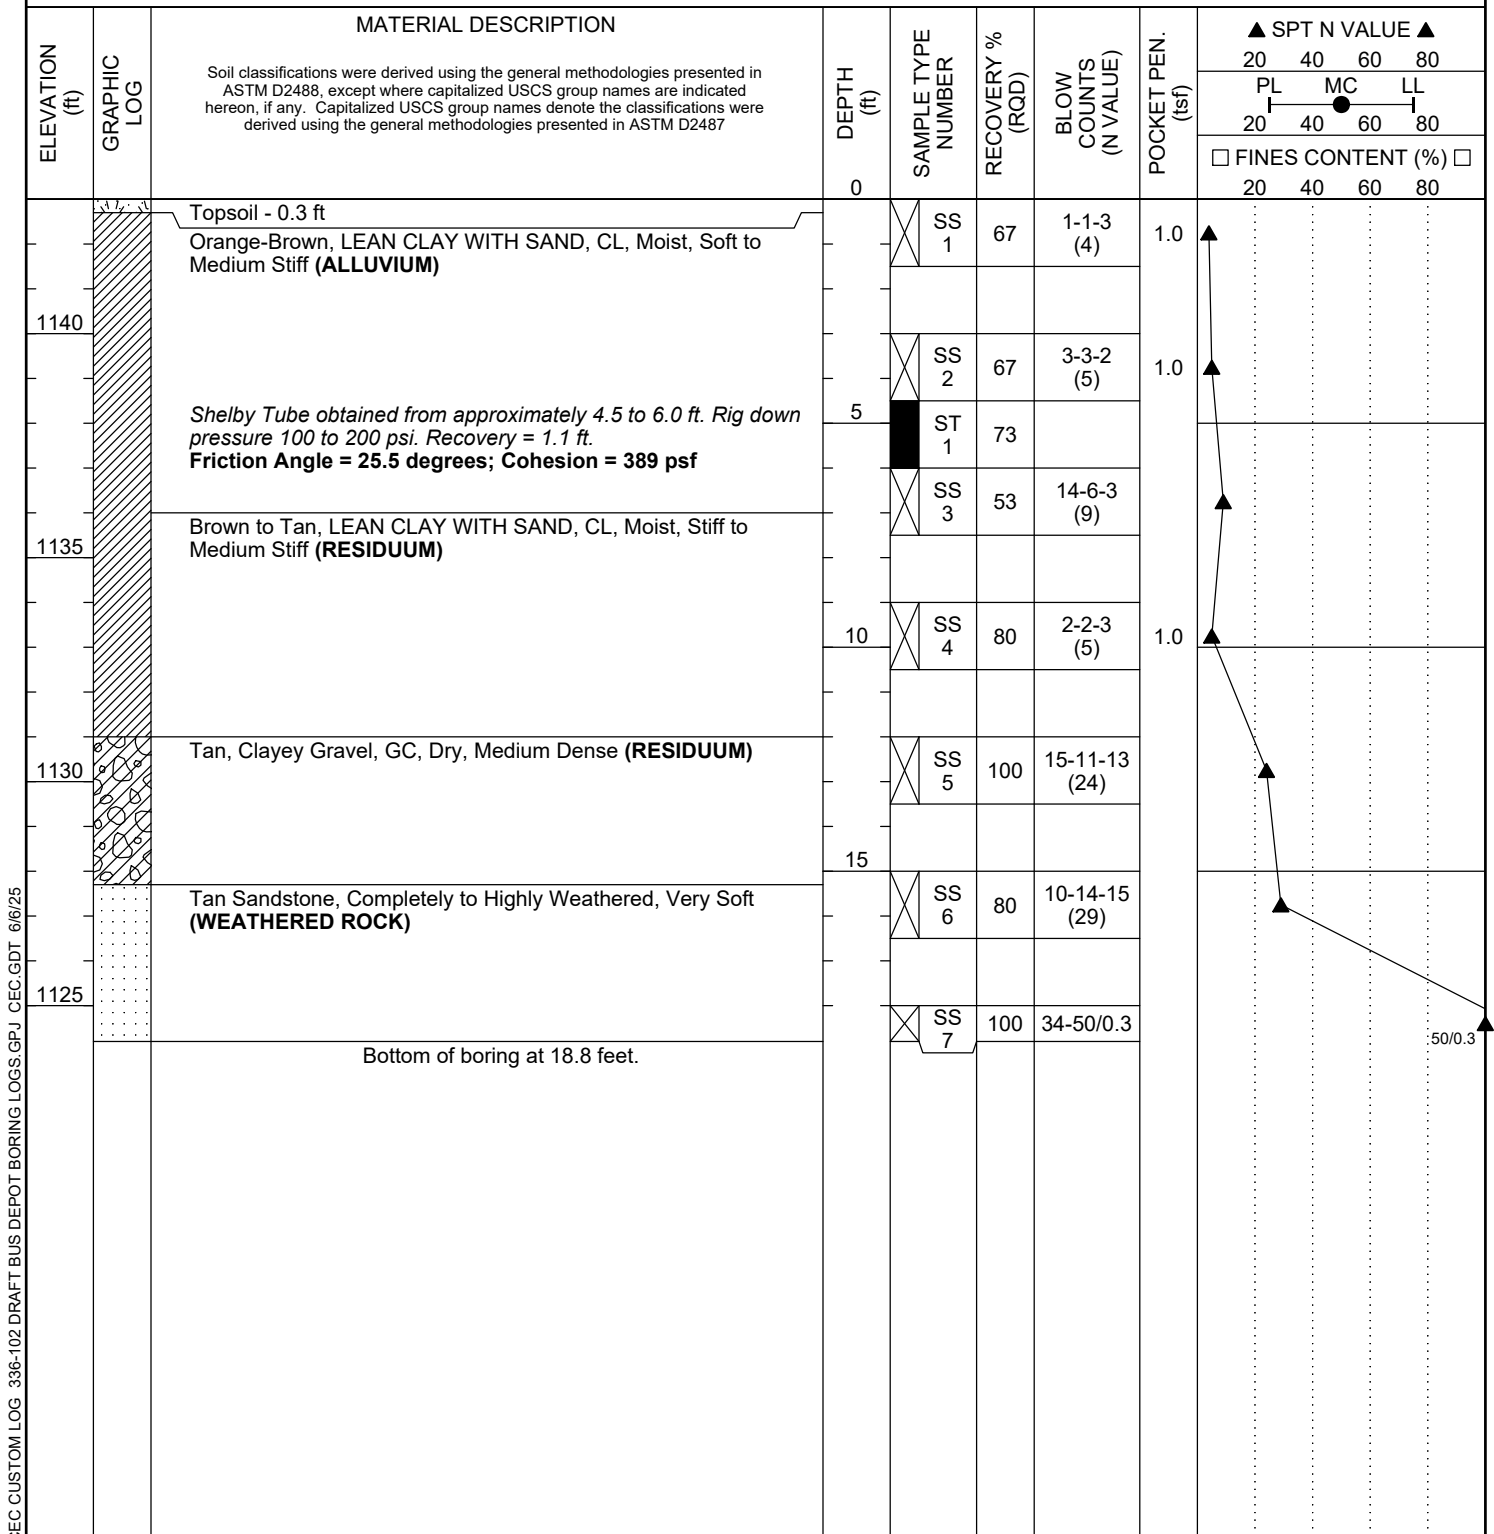 ELEVATION
(ft)
GRAPHIC
LOG
MATERIAL DESCRIPTION
Soil classifications were derived using the general methodologies presented in
ASTM D2488, except where capitalized USCS group names are indicated
hereon, if any. Capitalized USCS group names denote the classifications were
derived using the general methodologies presented in ASTM D2487
DEPTH
(ft)
0
SAMPLE TYPE
NUMBER
RECOVERY %
(RQD)
BLOW
COUNTS
(N VALUE)
POCKET PEN.
(tsf)
▲ SPT N VALUE ▲
20 40 60 80
PL MC LL
20 40 60 80
□ FINES CONTENT (%) □
20 40 60 80
Topsoil - 0.3 ft
Orange-Brown, LEAN CLAY WITH SAND, CL, Moist, Soft to
Medium Stiff (ALLUVIUM)
SS
1
67
1-1-3
(4)
1.0
1140
SS
2
67
3-3-2
(5)
1.0
Shelby Tube obtained from approximately 4.5 to 6.0 ft. Rig down
pressure 100 to 200 psi. Recovery = 1.1 ft.
Friction Angle = 25.5 degrees; Cohesion = 389 psf
5
ST
1
73
SS
3
53
14-6-3
(9)
Brown to Tan, LEAN CLAY WITH SAND, CL, Moist, Stiff to
Medium Stiff (RESIDUUM)
1135
10
SS
4
80
2-2-3
(5)
1.0
Tan, Clayey Gravel, GC, Dry, Medium Dense (RESIDUUM)
1130
SS
5
100
15-11-13
(24)
15
Tan Sandstone, Completely to Highly Weathered, Very Soft
(WEATHERED ROCK)
SS
6
80
10-14-15
(29)
1125
SS
7
100
34-50/0.3
50/0.3
Bottom of boring at 18.8 feet.
CEC CUSTOM LOG 336-102 DRAFT BUS DEPOT BORING LOGS.GPJ CEC.GDT 6/6/25